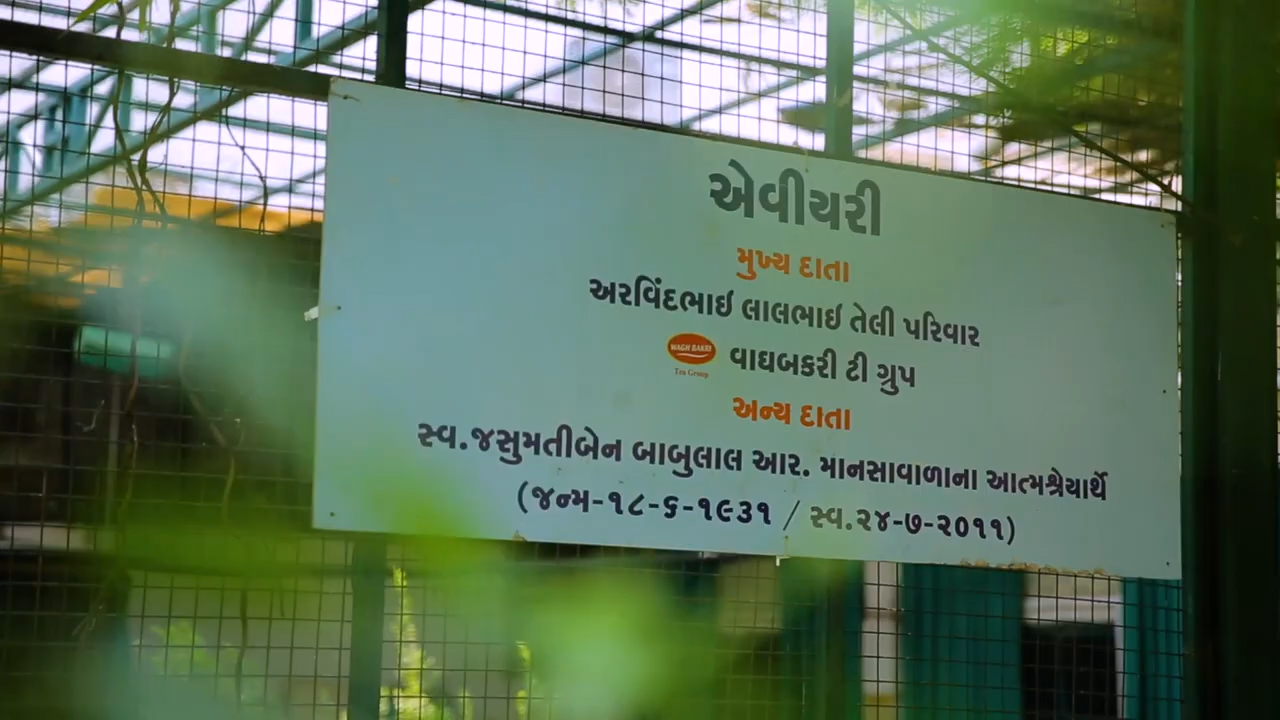 એવીયરી
મુખ્ય દાતા
અરવિંદભાઈ લાલભાઈ તેલી પરિવાર
WAGH BAKRI
Tea Group
વાઘબકરી ટી ગ્રુપ
અન્ય દાતા
સ્વ.જસુમતીબેન બાબુલાલ આર. માનસાવાળાના આત્મશ્રેયાર્થે
(જન્મ-૧૮-૬-૧૯૩૧ / સ્વ.૨૪-૭-૨૦૧૧)